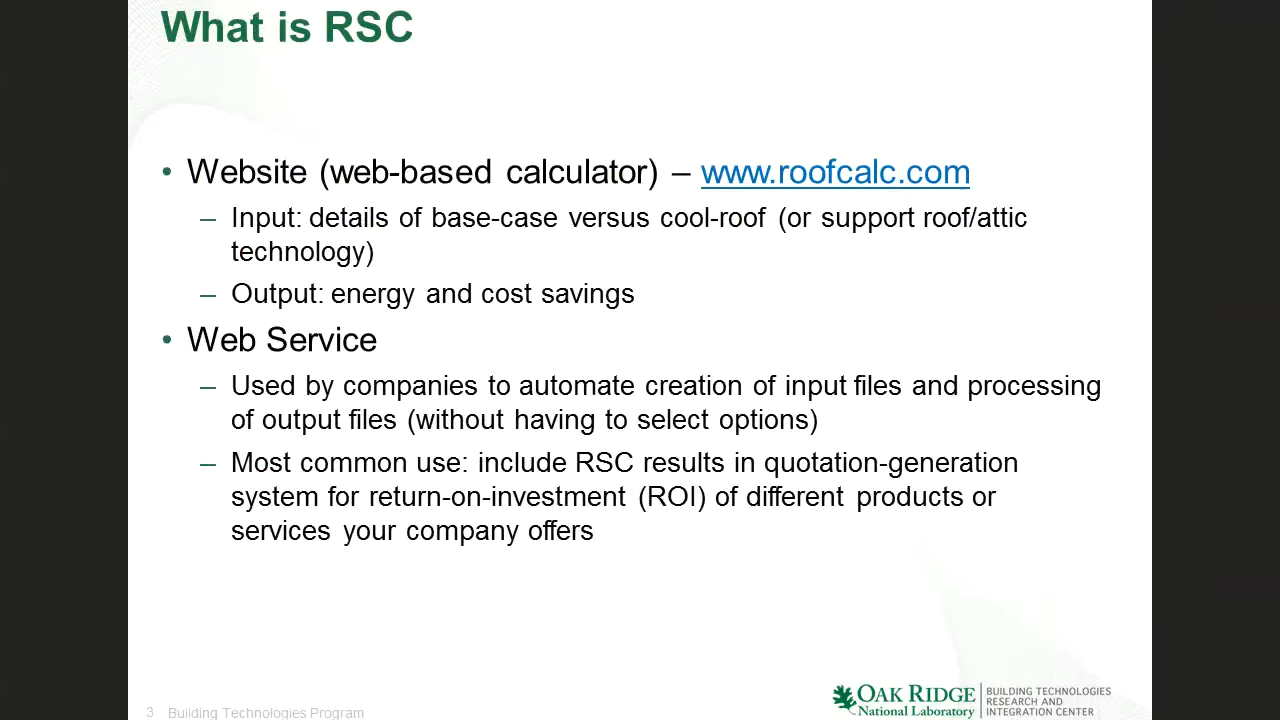 What is RSC
• Website (web-based calculator) – www.roofcalc.com
– Input: details of base-case versus cool-roof (or support roof/attic
technology)
– Output: energy and cost savings
• Web Service
– Used by companies to automate creation of input files and processing
of output files (without having to select options)
– Most common use: include RSC results in quotation-generation
system for return-on-investment (ROI) of different products or
services your company offers
3 Building Technologies Program
OAK RIDGE
National Laboratory
BUILDING TECHNOLOGIES
RESEARCH AND
INTEGRATION CENTER